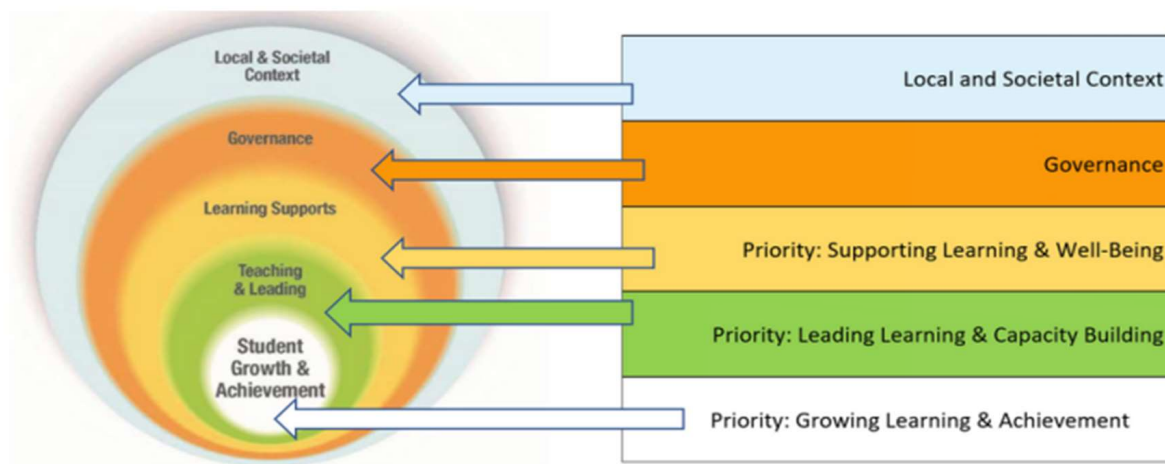 Local & Societal
Context
Governance
Learning Supports
Teaching
& Leading
Student
Growth &
Achievement
Local and Societal Context
Governance
Priority: Supporting Learning & Well-Being
Priority: Leading Learning & Capacity Building
Priority: Growing Learning & Achievement